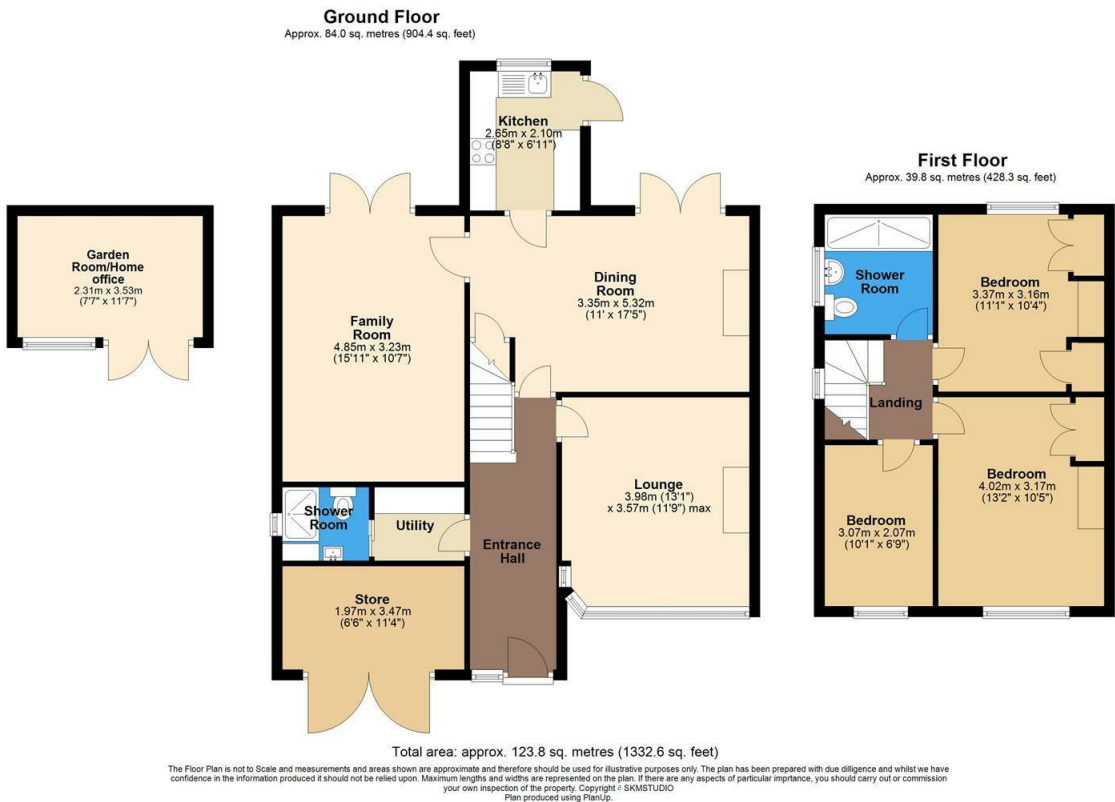 Ground Floor
Approx. 84.0 sq. metres (904.4 sq. feet)
Kitchen
2.65m x 2.10m
(8'8" x 6'11")
First Floor
Approx. 39.8 sq. metres (428.3 sq. feet)
Garden
Room/Home
office
2.31m x 3.53m
(7'7" x 11'7")
Family
Room
4.85m x 3.23m
(15'11" x 10'7")
Dining
Room
3.35m x 5.32m
(11' x 17'5")
Shower
Room
Bedroom
3.37m x 3.16m
(11'1" x 10'4")
Landing
Shower
Room
Utility
Entrance
Hall
Lounge
3.98m (13'1")
x 3.57m (11'9") max
Bedroom
3.07m x 2.07m
(10'1" x 6'9")
Bedroom
4.02m x 3.17m
(13'2" x 10'5")
Store
1.97m x 3.47m
(6'6" x 11'4")
Total area: approx. 123.8 sq. metres (1332.6 sq. feet)
The Floor Plan is not to Scale and measurements and areas shown are approximate and therefore should be used for illustrative purposes only. The plan has been prepared with due dilligence and whilst we have
confidence in the information produced it should not be relied upon. Maximum lengths and widths are represented on the plan. If there are any aspects of particular imprtance, you should carry out or commission
your own inspection of the property. Copyright © SKMSTUDIO
Plan produced using PlanUp.